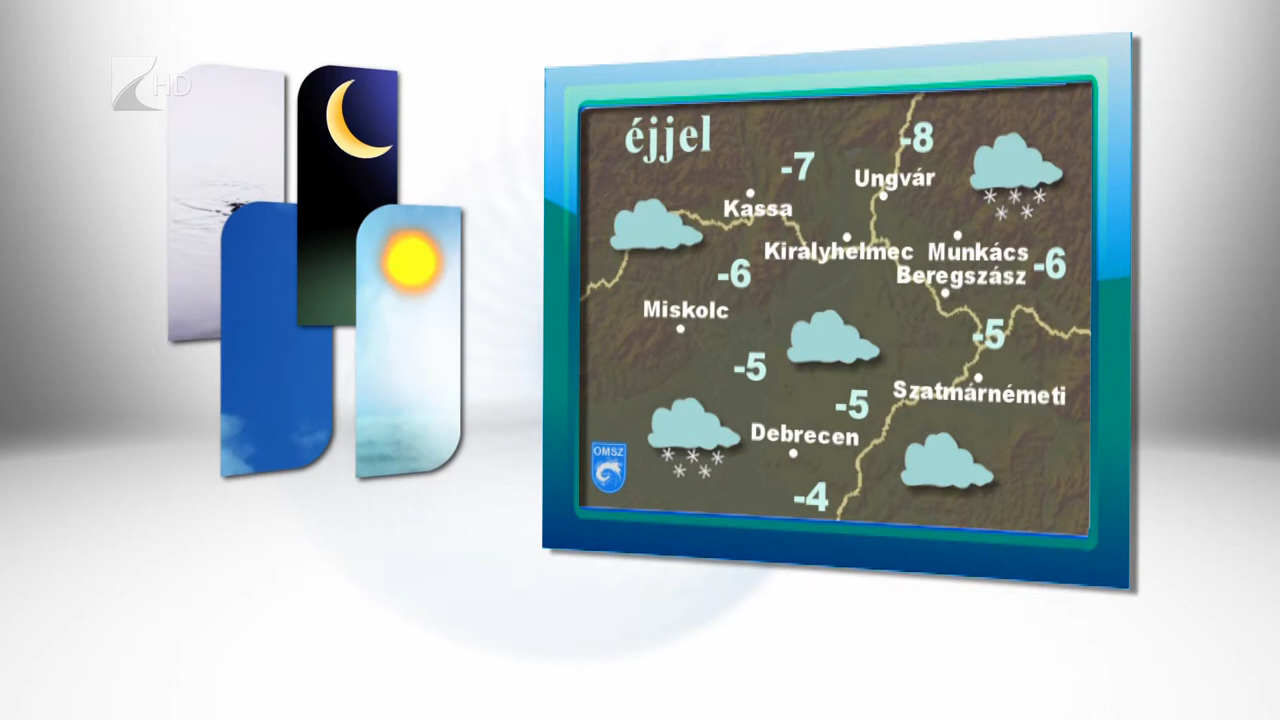 HD
éjjel
-8
-7
Ungvár
Kassa
Királyhelmec
Munkács
-6
Beregszász
-6
Miskolc
-5
-5
Szatmárnémeti
-5
Debrecen
OMSZ
-4